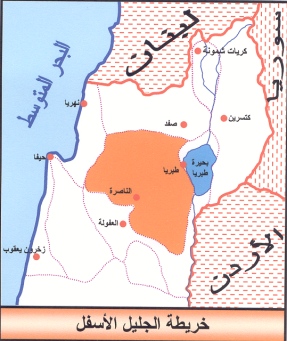 لبنان
سوريا
البحر المتوسط
كريات شمونة
نهريا
صفد
كتسرين
حيفا
بحيرة
طبريا
طبريا
الناصرة
العفولة
زخرون يعقوب
الأردن
خريطة الجليل الأسفل